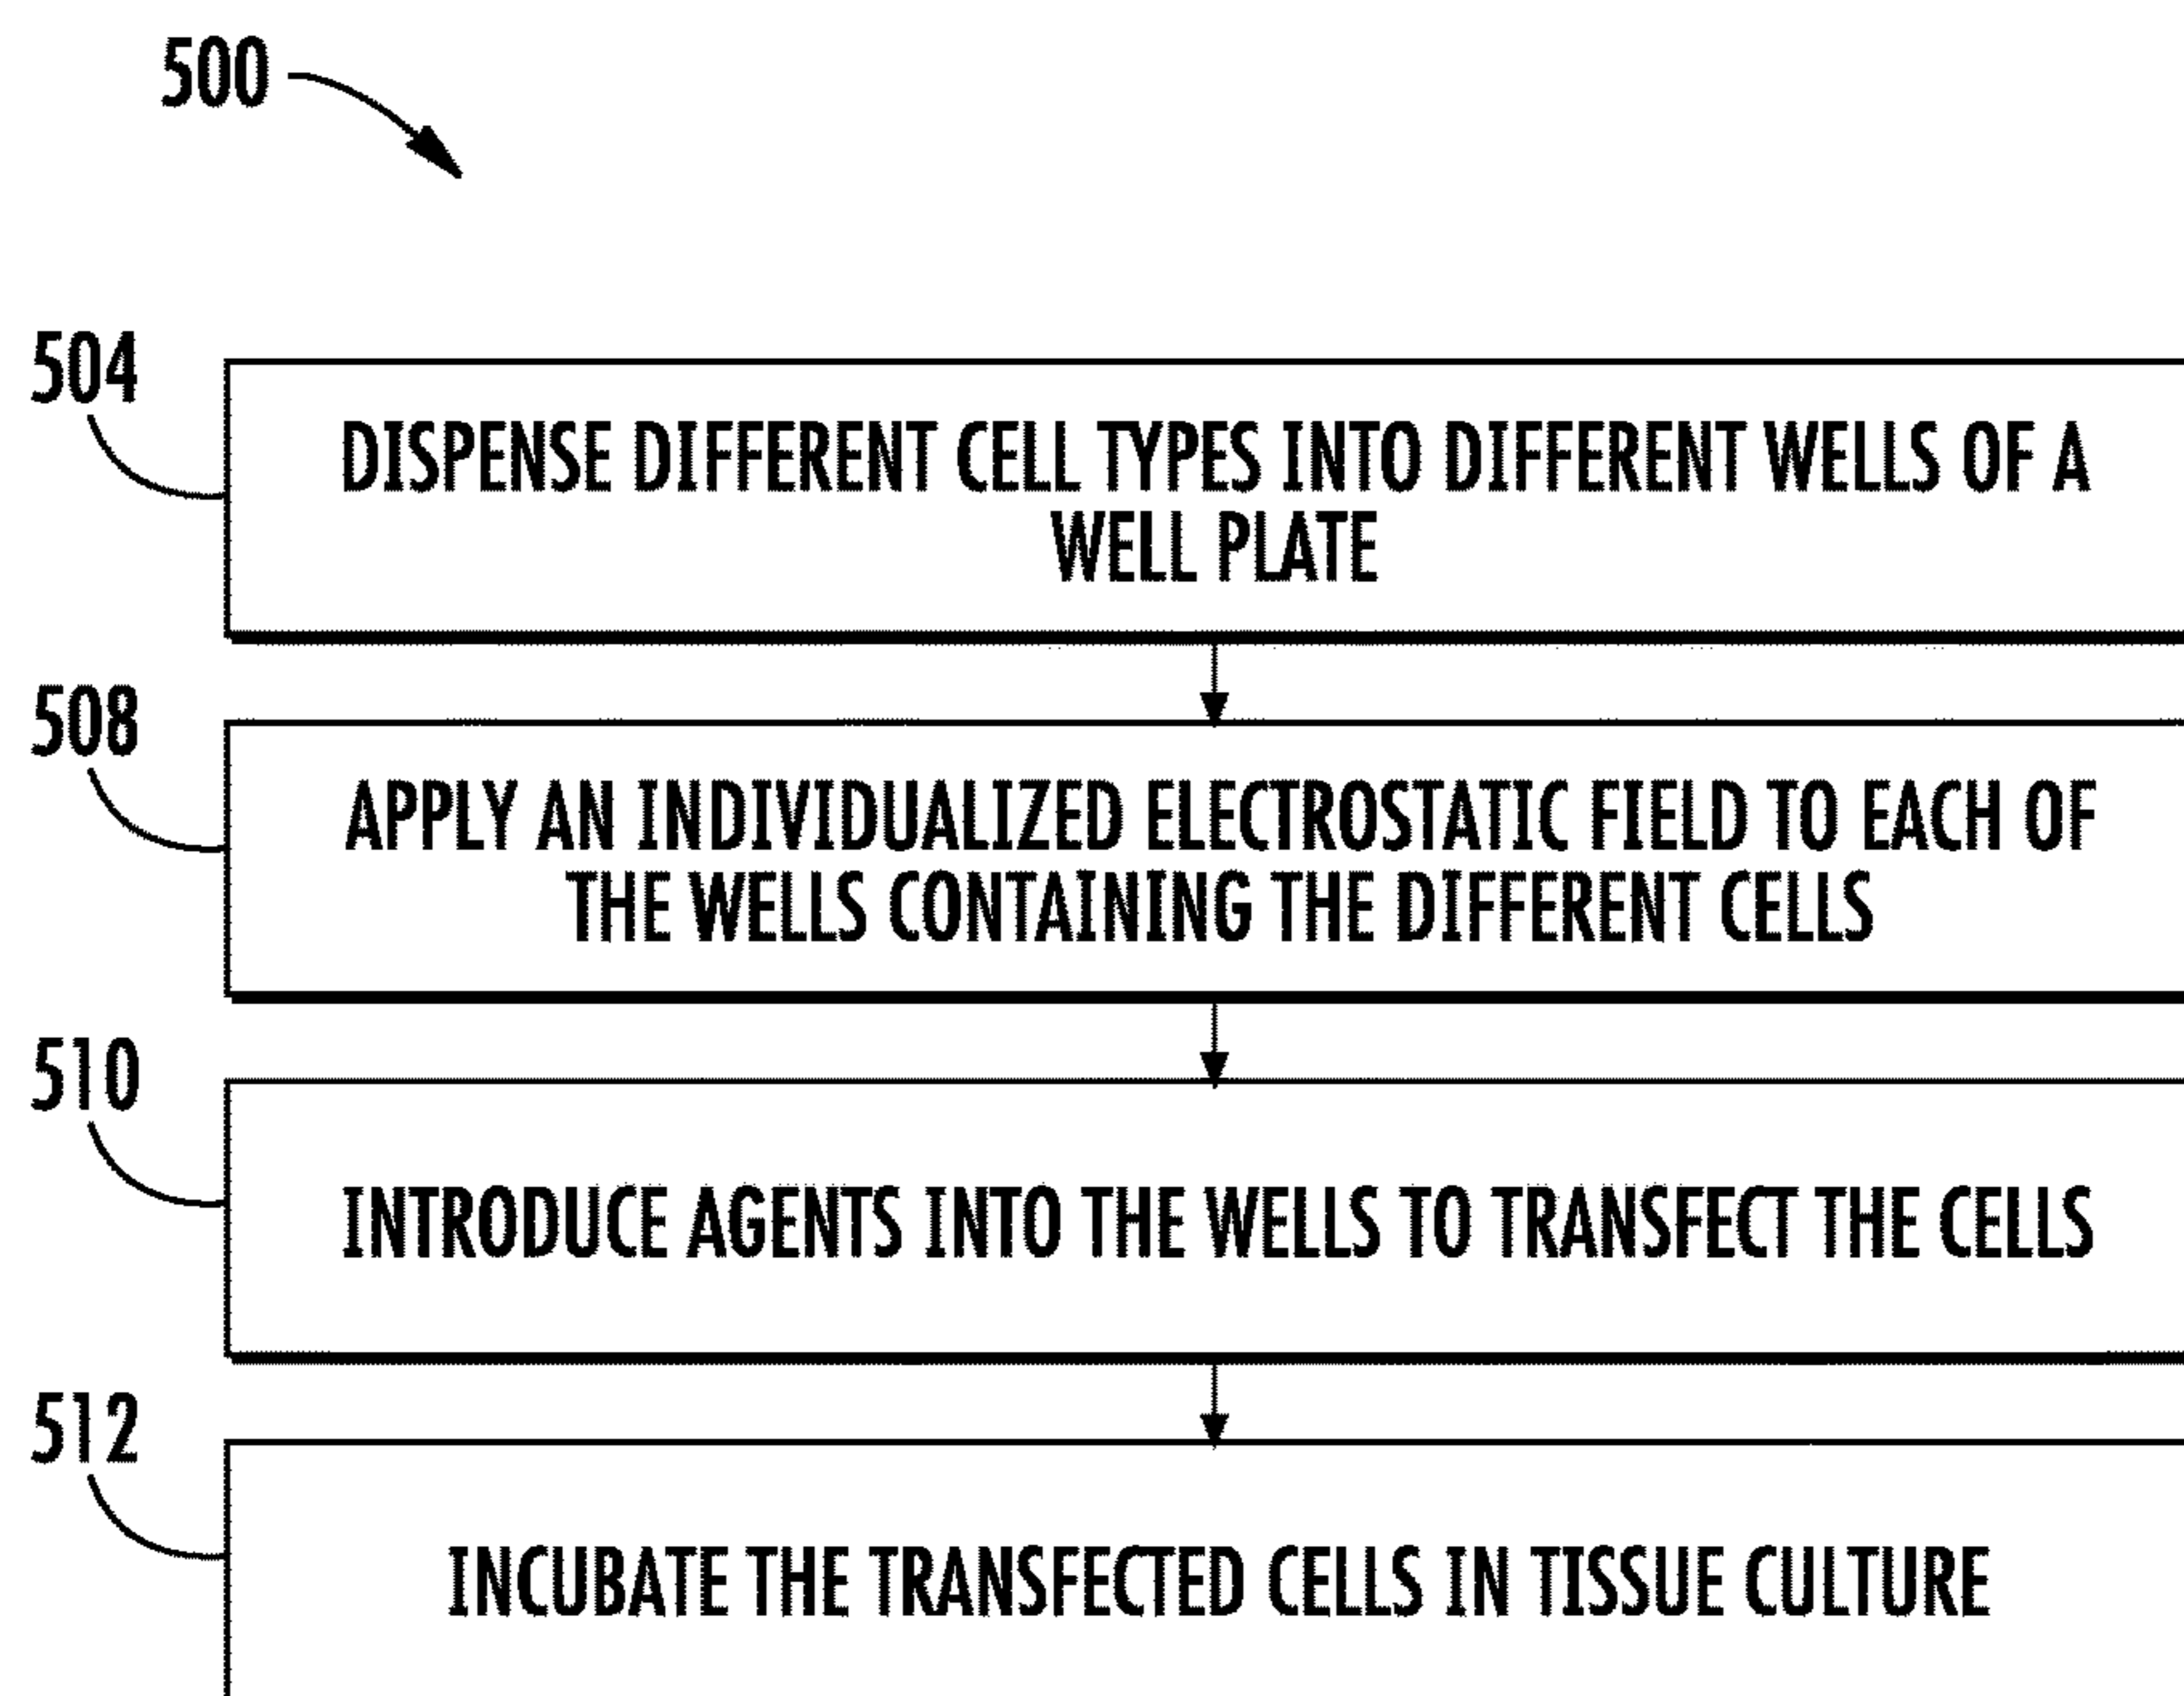 500
504
DISPENSE DIFFERENT CELL TYPES INTO DIFFERENT WELLS OF A
WELL PLATE
508
APPLY AN INDIVIDUALIZED ELECTROSTATIC FIELD TO EACH OF
THE WELLS CONTAINING THE DIFFERENT CELLS
510
INTRODUCE AGENTS INTO THE WELLS TO TRANSFECT THE CELLS
512
INCUBATE THE TRANSFECTED CELLS IN TISSUE CULTURE